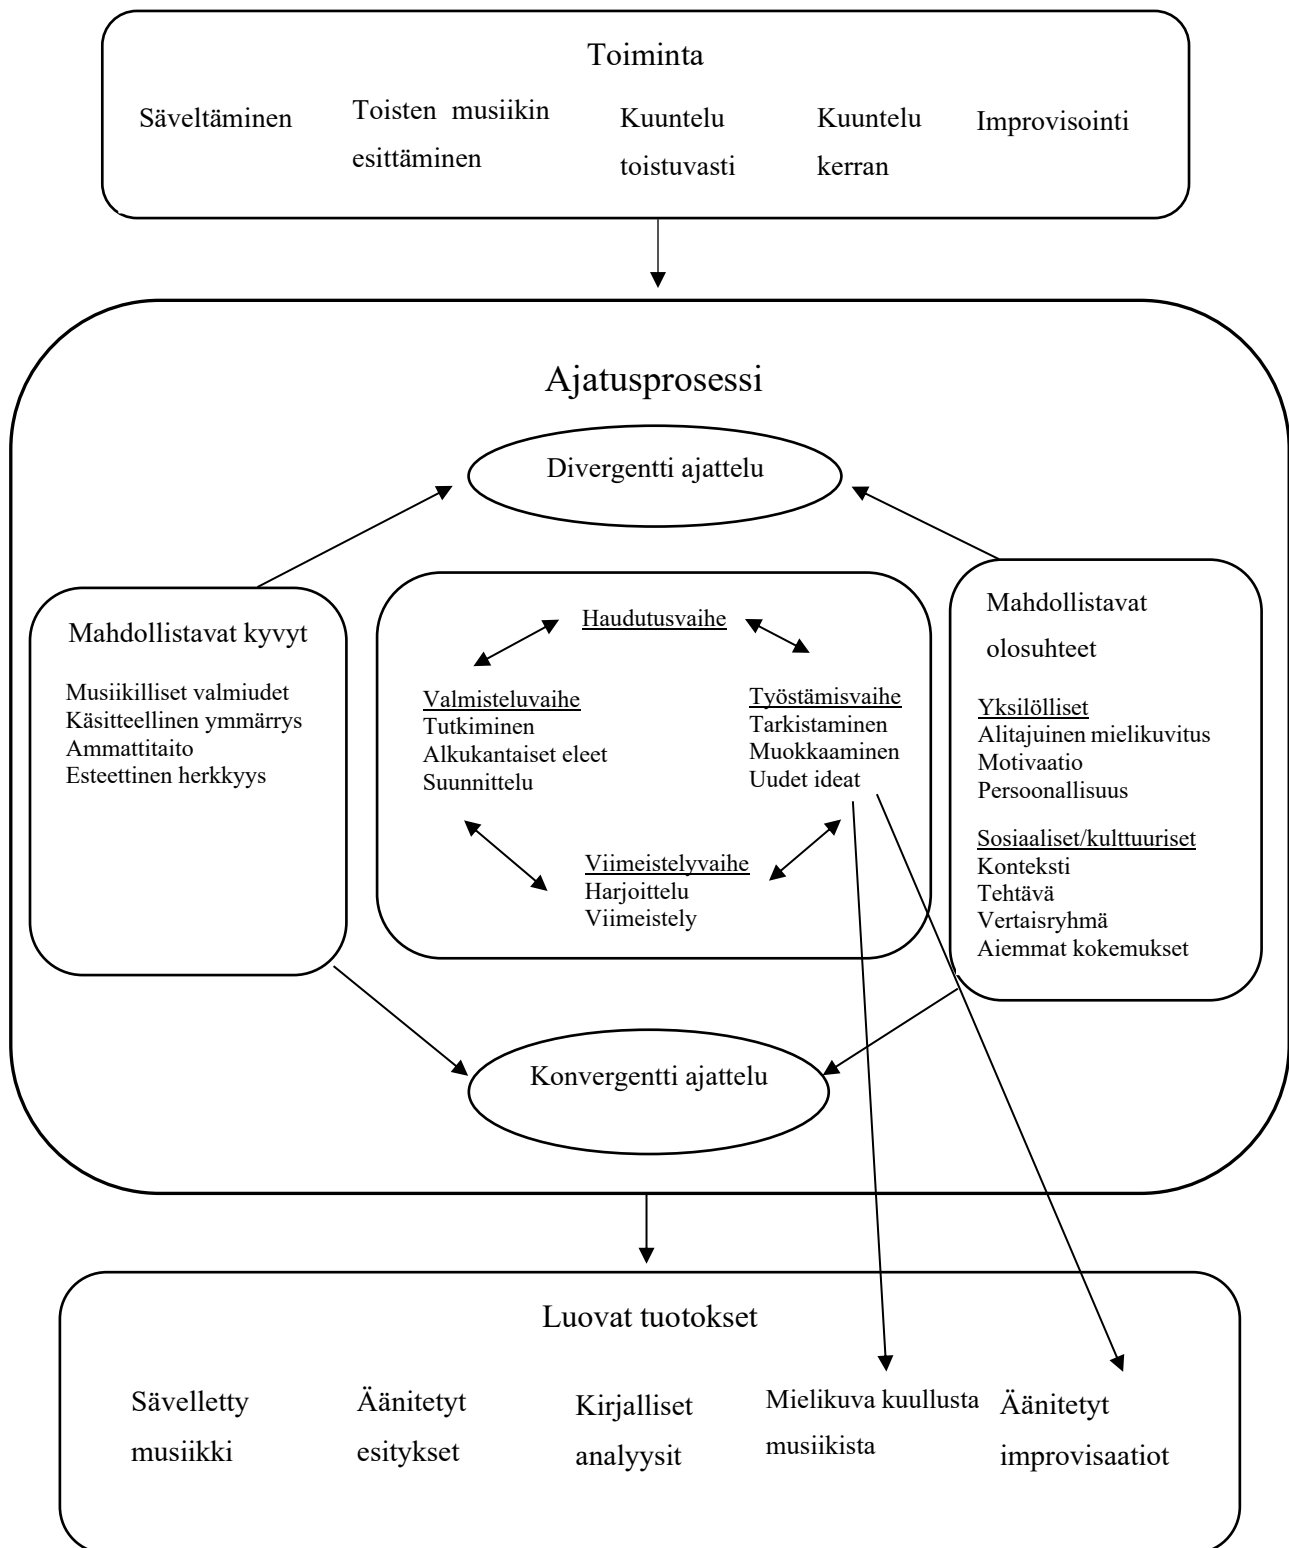 Toiminta
Säveltäminen
Toisten musiikin
esittäminen
Kuuntelu
toistuvasti
Kuuntelu
kerran
Improvisointi
Ajatusprosessi
Divergentti ajattelu
Mahdollistavat kyvyt
Musiikilliset valmiudet
Käsitteellinen ymmärrys
Ammattitaito
Esteettinen herkkyys
Haudutusvaihe
Valmisteluvaihe
Tutkiminen
Alkukantaiset eleet
Suunnittelu
Työstämisvaihe
Tarkistaminen
Muokkaaminen
Uudet ideat
Viimeistelyvaihe
Harjoittelu
Viimeistely
Mahdollistavat
olosuhteet
Yksilölliset
Alitajuinen mielikuvitus
Motivaatio
Persoonallisuus
Sosiaaliset/kulttuuriset
Konteksti
Tehtävä
Vertaisryhmä
Aiemmat kokemukset
Konvergentti ajattelu
Luovat tuotokset
Sävelletty
musiikki
Äänitetyt
esitykset
Kirjalliset
analyysit
Mielikuva kuullusta
musiikista
Äänitetyt
improvisaatiot